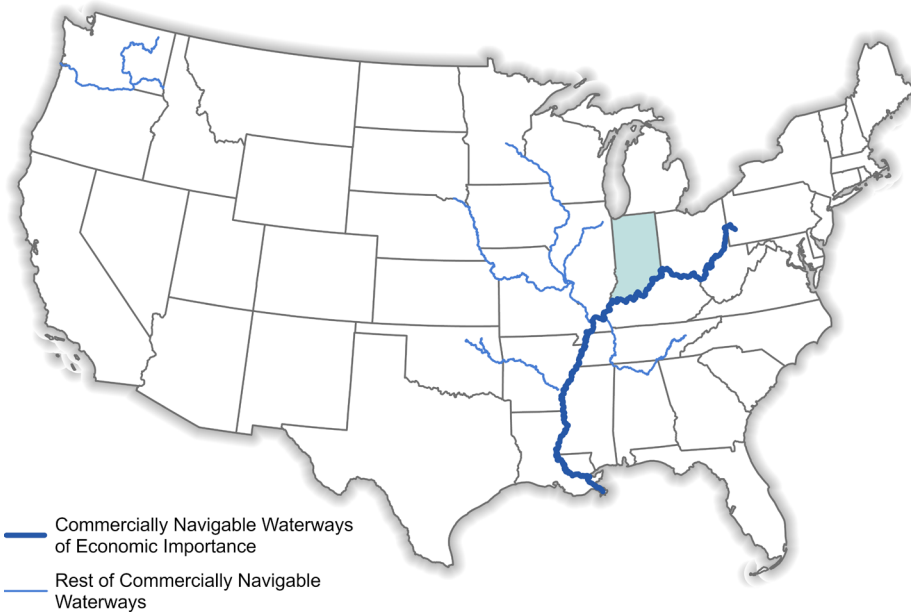 Commercially Navigable Waterways
of Economic Importance
Rest of Commercially Navigable
Waterways